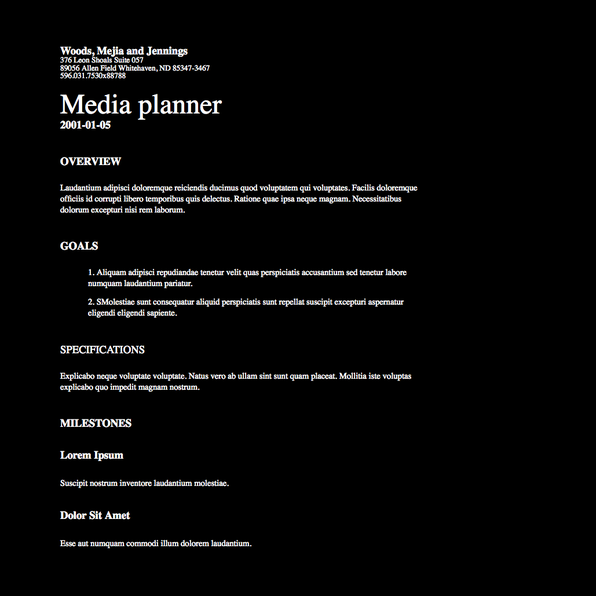 Woods, Mejia and Jennings
376 Leon Shoals Suite 057
89056 Allen Field Whitehaven, ND 85347-3467
596.031.7530x88788
Media planner
2001-01-05
OVERVIEW
Laudantium adipisci doloremque reiciendis ducimus quod voluptatem qui voluptates. Facilis doloremque
officiis id corrupti libero temporibus quis delectus. Ratione quae ipsa neque magnam. Necessitatibus
dolorum excepturi nisi rem laborum.
GOALS
1. Aliquam adipisci repudiandae tenetur velit quas perspiciatis accusantium sed tenetur labore
numquam laudantium pariatur.
2. SMolestiae sunt consequatur aliquid perspiciatis sunt repellat suscipit excepturi aspernatur
eligendi eligendi sapiente.
SPECIFICATIONS
Explicabo neque voluptate voluptate. Natus vero ab ullam sint sunt quam placeat. Mollitia iste voluptas
explicabo quo impedit magnam nostrum.
MILESTONES
Lorem Ipsum
Suscipit nostrum inventore laudantium molestiae.
Dolor Sit Amet
Esse aut numquam commodi illum dolorem laudantium.